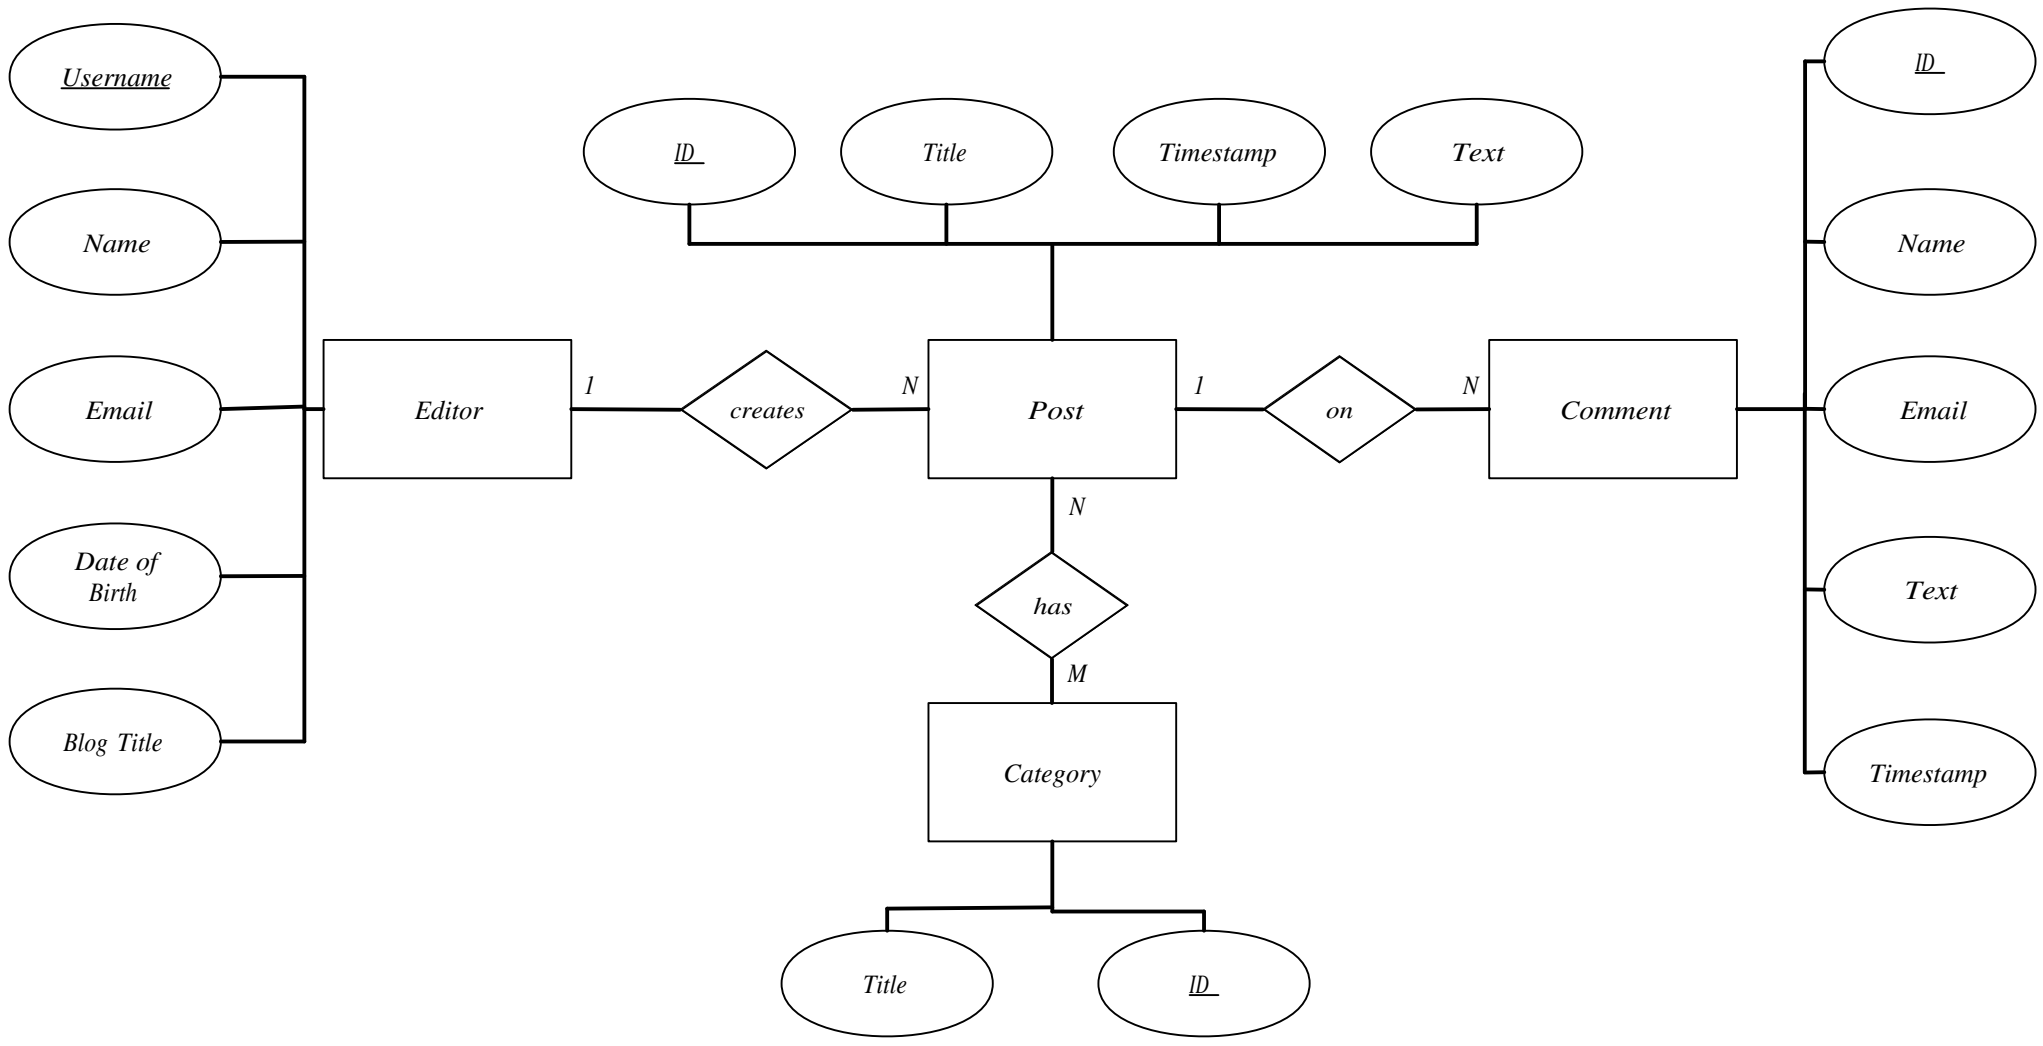 Username
Name
Email
Date of
Birth
Blog Title
Editor
1
creates
N
ID
Title
Timestamp
Text
Post
1
on
N
Comment
ID
Name
Email
Text
Timestamp
N
has
M
Category
Title
ID